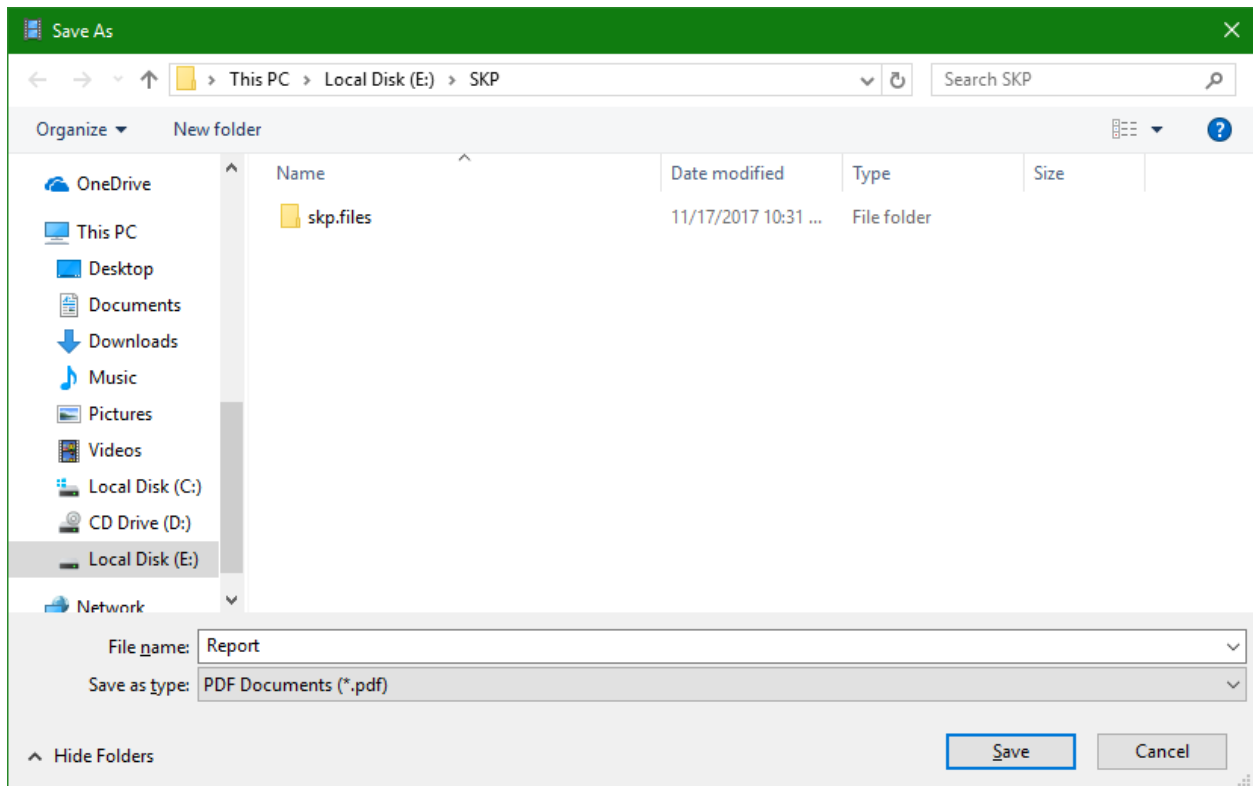 Save As
This PC > Local Disk (E:) > SKP
Search SKP
Organize
New folder
?
OneDrive
This PC
Desktop
Documents
Downloads
Music
Pictures
Videos
Local Disk (C:)
CD Drive (D:)
Local Disk (E:)
Network
Name Date modified Type Size
skp.files 11/17/2017 10:31 ... File folder
File name: Report
Save as type: PDF Documents (*.pdf)
Hide Folders
Save
Cancel